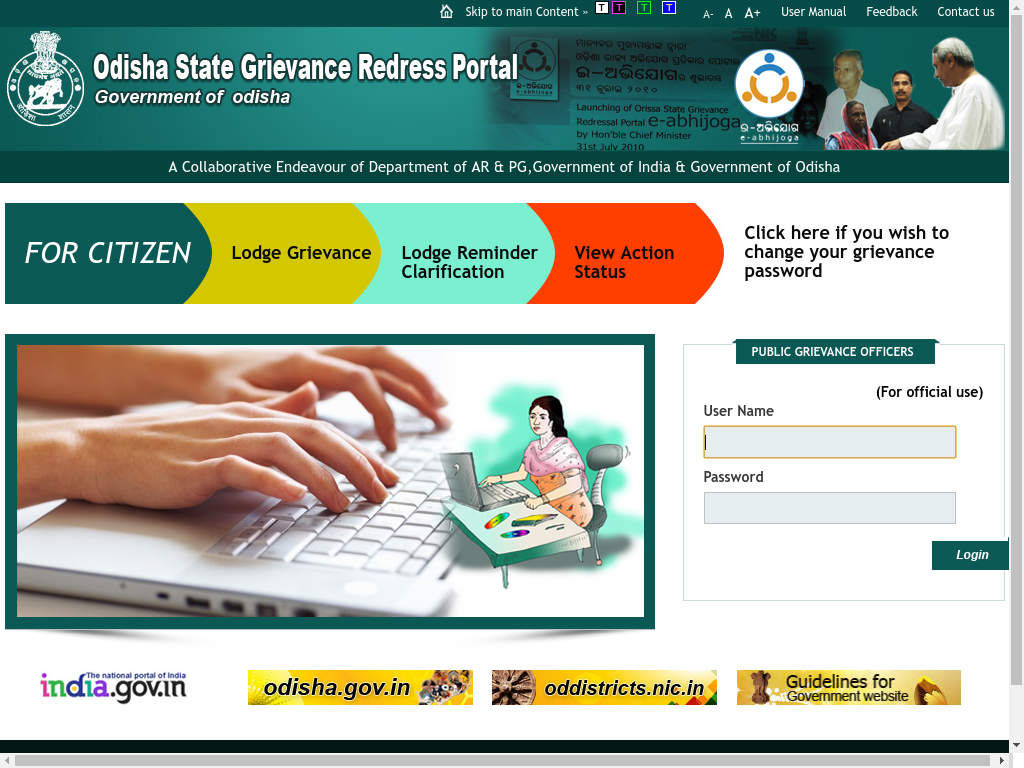 Skip to main Content »
T T T T
A- A A+
User Manual
Feedback
Contact us
Odisha State Grievance Redress Portal
Government of odisha
ଇ-ଅଭିଯୋଗ
e-abhijoga
୩୧ ଜୁଲାଇ ୨୦୧୦
Launching of Orissa State Grievance
Redressal Portal e-abhijoga
by Hon'ble Chief Minister
31st July 2010
ଇ-ଅଭିଯୋଗ
e-abhijoga
A Collaborative Endeavour of Department of AR & PG,Government of India & Government of Odisha
FOR CITIZEN
Lodge Grievance
Lodge Reminder
Clarification
View Action
Status
Click here if you wish to
change your grievance
password
PUBLIC GRIEVANCE OFFICERS
(For official use)
User Name
Password
Login
The national portal of India
india.gov.in
odisha.gov.in
oddistricts.nic.in
Guidelines for
Government website